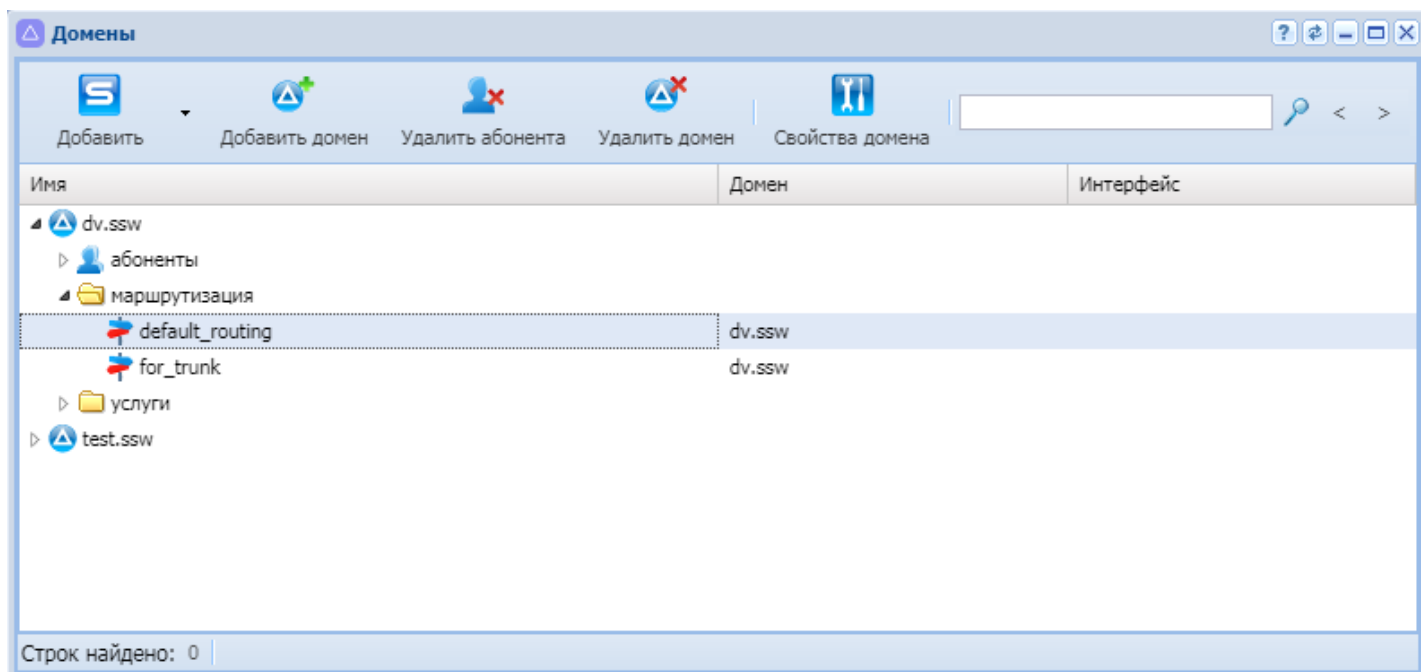 Домены
Добавить Добавить домен Удалить абонента Удалить домен Свойства домена < >
Имя Домен Интерфейс
dv.ssw
абоненты
маршрутизация
default_routing dv.ssw
for_trunk dv.ssw
услуги
test.ssw
Строк найдено: 0